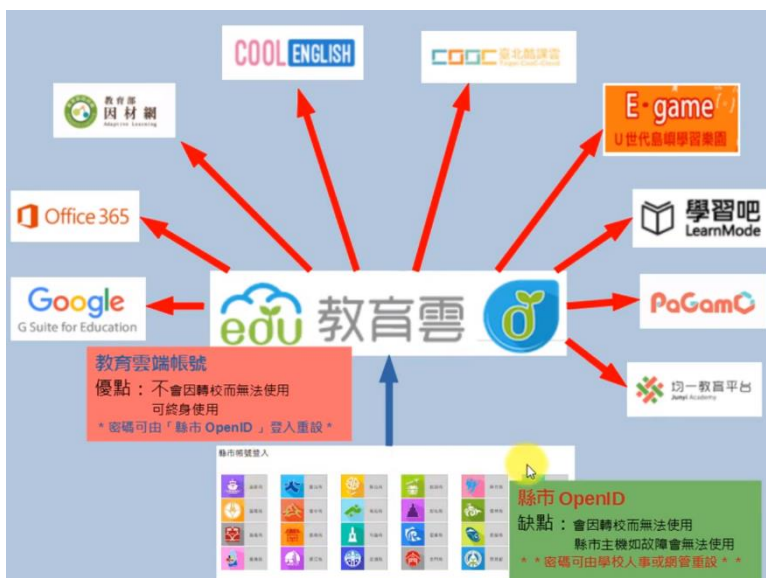 COOL ENGLISH
COOC 臺北酷課雲
Taipei CooC-Cloud
教育部
因材網
Adaptive Learning
E·game
U世代島嶼學習樂園
Office 365
學習吧
LearnMode
Google
G Suite for Education
edu 教育雲
PaGamO
均一教育平台
Junyi Academy
教育雲端帳號
優點：不會因轉校而無法使用
可終身使用
*密碼可由「縣市 OpenID 」登入重設*
縣市帳號登入
縣市 OpenID
缺點：會因轉校而無法使用
縣市主機如故障會無法使用
* *密碼可由學校人事或網管重設* *